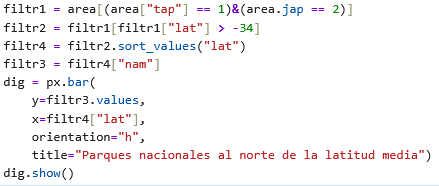 filtr1 = area[(area["tap"] == 1)&(area.jap == 2)]
filtr2 = filtr1[filtr1["lat"] > -34]
filtr4 = filtr2.sort_values("lat")
filtr3 = filtr4["nam"]
dig = px.bar(
    y=filtr3.values,
    x=filtr4["lat"],
    orientation="h",
    title="Parques nacionales al norte de la latitud media")
dig.show()